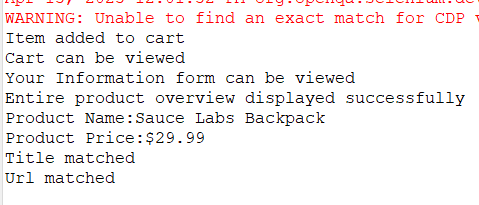 WARNING: Unable to find an exact match for CDP
Item added to cart
Cart can be viewed
Your Information form can be viewed
Entire product overview displayed successfully
Product Name:Sauce Labs Backpack
Product Price:$29.99
Title matched
Url matched